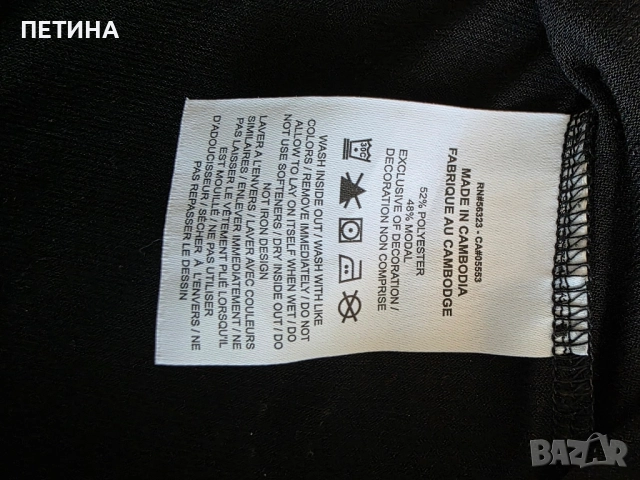 ПЕТИНА
RN#56323 - CA#05553
MADE IN CAMBODIA
FABRIQUE AU CAMBODGE
52% POLYESTER
48% MODAL
EXCLUSIVE OF DECORATION /
DECORATION NON COMPRISE
30C
WASH INSIDE OUT / WASH WITH LIKE
COLORS / REMOVE IMMEDIATELY / DO NOT
ALLOW TO LAY ON ITSELF WHEN WET / DO
NOT USE SOFTENERS / DRY INSIDE OUT / DO
NOT IRON DESIGN
LAVER A L'ENVERS / LAVER AVEC COULEURS
SIMILAIRES / ENLEVER IMMEDIATEMENT / NE
PAS LAISSER LE VÊTEMENT PLIÉ LORSQU'IL
EST MOUILLÉ / NE PAS UTILISER
D'ADOUCISSEUR / SÉCHER À L'ENVERS / NE
PAS REPASSER LE DESSIN
BAZAR